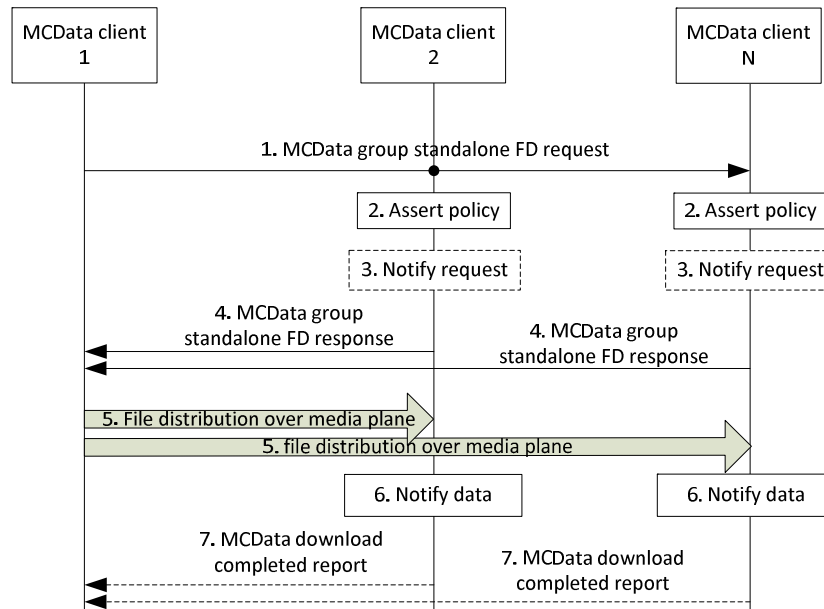 MCData client
1
MCData client
2
MCData client
N
1. MCData group standalone FD request
2. Assert policy
2. Assert policy
3. Notify request
3. Notify request
4. MCData group
standalone FD response
4. MCData group
standalone FD response
5. File distribution over media plane
5. file distribution over media plane
6. Notify data
6. Notify data
7. MCData download
completed report
7. MCData download
completed report